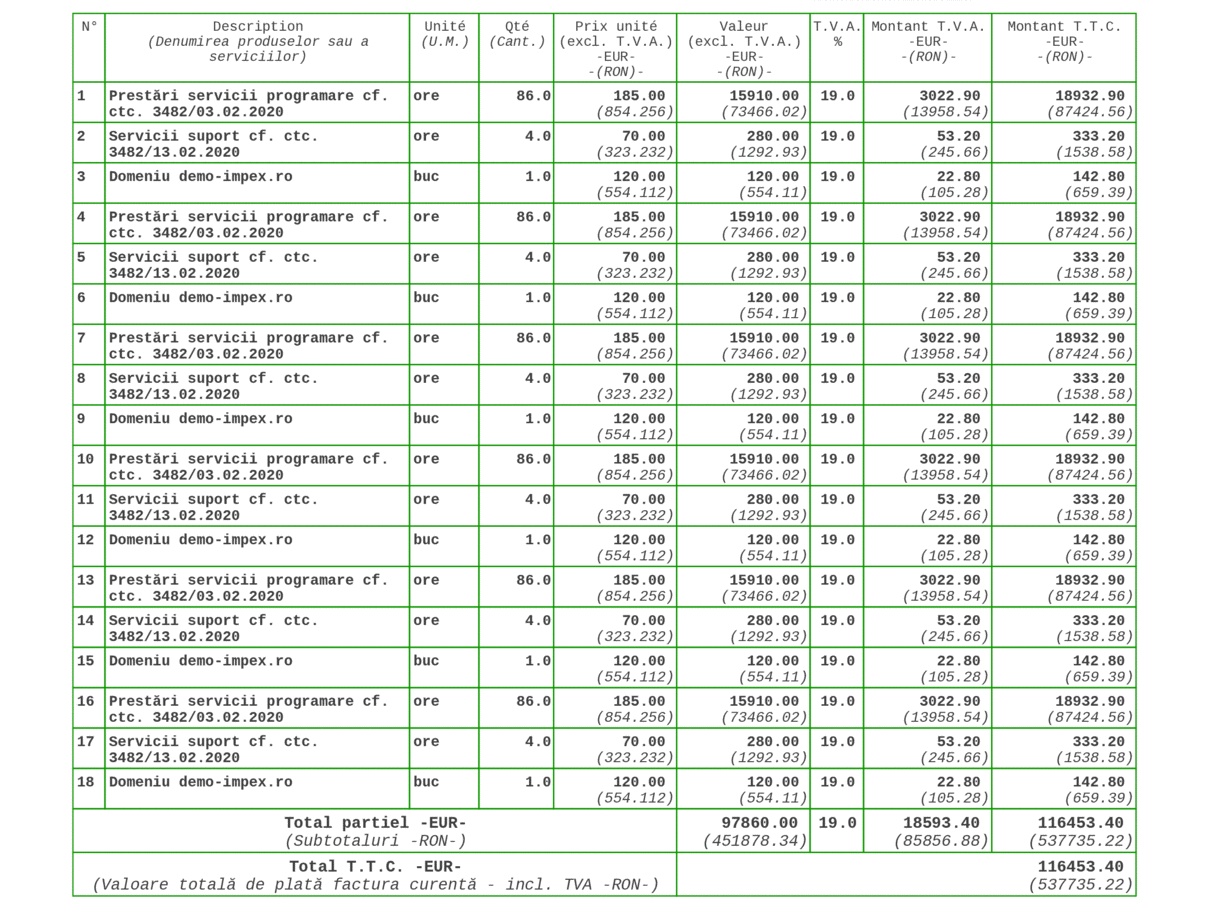 N° Description Unité Qté Prix unité Valeur T.V.A. Montant T.V.A. Montant T.T.C.
(Denumirea produselor sau a (U.M.) (Cant.) (excl. T.V.A.) (excl. T.V.A.) % -EUR- -EUR-
serviciilor) -EUR- -EUR- -(RON)- -(RON)-
-(RON)- -(RON)-
1 Prestări servicii programare cf. ore 86.0 185.00 15910.00 19.0 3022.90 18932.90
ctc. 3482/03.02.2020 (854.256) (73466.02) (13958.54) (87424.56)
2 Servicii suport cf. ctc. ore 4.0 70.00 280.00 19.0 53.20 333.20
3482/13.02.2020 (323.232) (1292.93) (245.66) (1538.58)
3 Domeniu demo-impex.ro buc 1.0 120.00 120.00 19.0 22.80 142.80
(554.112) (554.11) (105.28) (659.39)
4 Prestări servicii programare cf. ore 86.0 185.00 15910.00 19.0 3022.90 18932.90
ctc. 3482/03.02.2020 (854.256) (73466.02) (13958.54) (87424.56)
5 Servicii suport cf. ctc. ore 4.0 70.00 280.00 19.0 53.20 333.20
3482/13.02.2020 (323.232) (1292.93) (245.66) (1538.58)
6 Domeniu demo-impex.ro buc 1.0 120.00 120.00 19.0 22.80 142.80
(554.112) (554.11) (105.28) (659.39)
7 Prestări servicii programare cf. ore 86.0 185.00 15910.00 19.0 3022.90 18932.90
ctc. 3482/03.02.2020 (854.256) (73466.02) (13958.54) (87424.56)
8 Servicii suport cf. ctc. ore 4.0 70.00 280.00 19.0 53.20 333.20
3482/13.02.2020 (323.232) (1292.93) (245.66) (1538.58)
9 Domeniu demo-impex.ro buc 1.0 120.00 120.00 19.0 22.80 142.80
(554.112) (554.11) (105.28) (659.39)
10 Prestări servicii programare cf. ore 86.0 185.00 15910.00 19.0 3022.90 18932.90
ctc. 3482/03.02.2020 (854.256) (73466.02) (13958.54) (87424.56)
11 Servicii suport cf. ctc. ore 4.0 70.00 280.00 19.0 53.20 333.20
3482/13.02.2020 (323.232) (1292.93) (245.66) (1538.58)
12 Domeniu demo-impex.ro buc 1.0 120.00 120.00 19.0 22.80 142.80
(554.112) (554.11) (105.28) (659.39)
13 Prestări servicii programare cf. ore 86.0 185.00 15910.00 19.0 3022.90 18932.90
ctc. 3482/03.02.2020 (854.256) (73466.02) (13958.54) (87424.56)
14 Servicii suport cf. ctc. ore 4.0 70.00 280.00 19.0 53.20 333.20
3482/13.02.2020 (323.232) (1292.93) (245.66) (1538.58)
15 Domeniu demo-impex.ro buc 1.0 120.00 120.00 19.0 22.80 142.80
(554.112) (554.11) (105.28) (659.39)
16 Prestări servicii programare cf. ore 86.0 185.00 15910.00 19.0 3022.90 18932.90
ctc. 3482/03.02.2020 (854.256) (73466.02) (13958.54) (87424.56)
17 Servicii suport cf. ctc. ore 4.0 70.00 280.00 19.0 53.20 333.20
3482/13.02.2020 (323.232) (1292.93) (245.66) (1538.58)
18 Domeniu demo-impex.ro buc 1.0 120.00 120.00 19.0 22.80 142.80
(554.112) (554.11) (105.28) (659.39)
Total partiel -EUR- 97860.00 19.0 18593.40 116453.40
(Subtotaluri -RON-) (451878.34) (85856.88) (537735.22)
Total T.T.C. -EUR- 116453.40
(Valoare totală de plată factura curentă - incl. TVA -RON-) (537735.22)